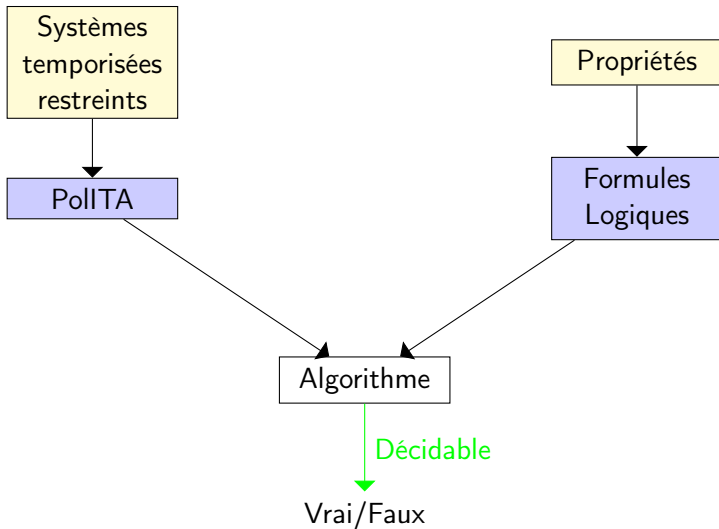 Systèmes
temporisées
restreints
Propriétés
PolITA
Formules
Logiques
Algorithme
Décidable
Vrai/Faux